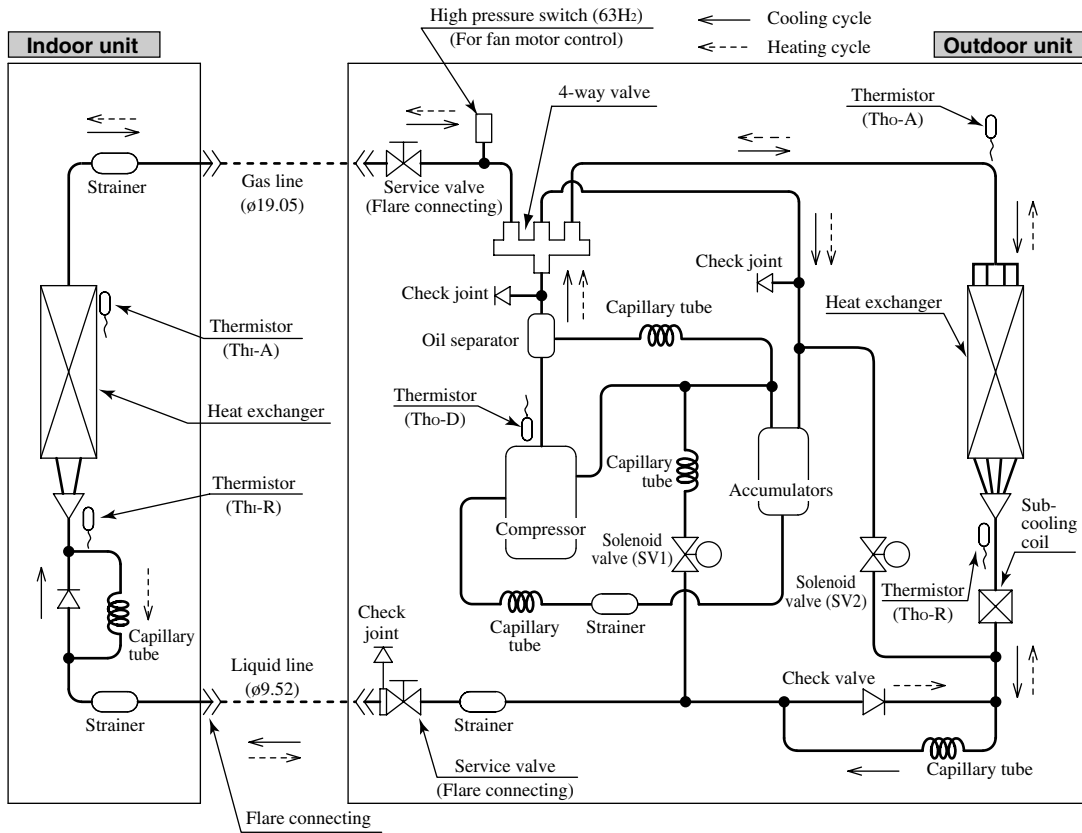 High pressure switch (63H2)
(For fan motor control)
Cooling cycle
Heating cycle
Indoor unit
Outdoor unit
4-way valve
Thermistor
(ThO-A)
Strainer
Gas line
(ø19.05)
Service valve
(Flare connecting)
Check joint
Check joint
Capillary tube
Heat exchanger
Thermistor
(ThI-A)
Oil separator
Heat exchanger
Thermistor
(ThO-D)
Capillary
tube
Accumulators
Thermistor
(ThI-R)
Compressor
Sub-
cooling
coil
Solenoid
valve (SV1)
Solenoid
valve (SV2)
Thermistor
(ThO-R)
Capillary
tube
Check
joint
Capillary
tube
Strainer
Liquid line
(ø9.52)
Check valve
Strainer
Strainer
Service valve
(Flare connecting)
Capillary tube
Flare connecting